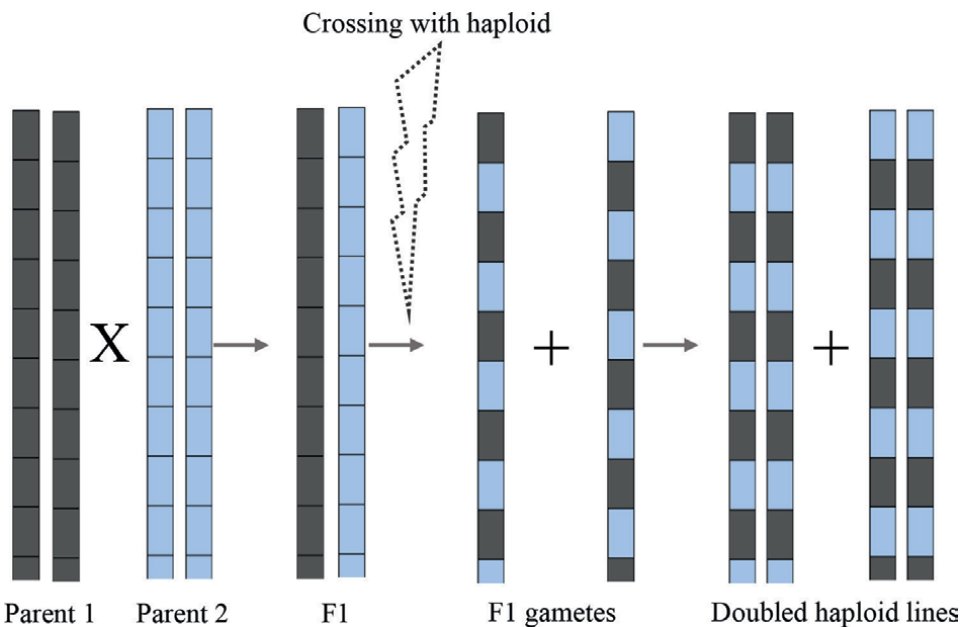 Crossing with haploid
X
+
+
Parent 1
Parent 2
F1
F1 gametes
Doubled haploid lines